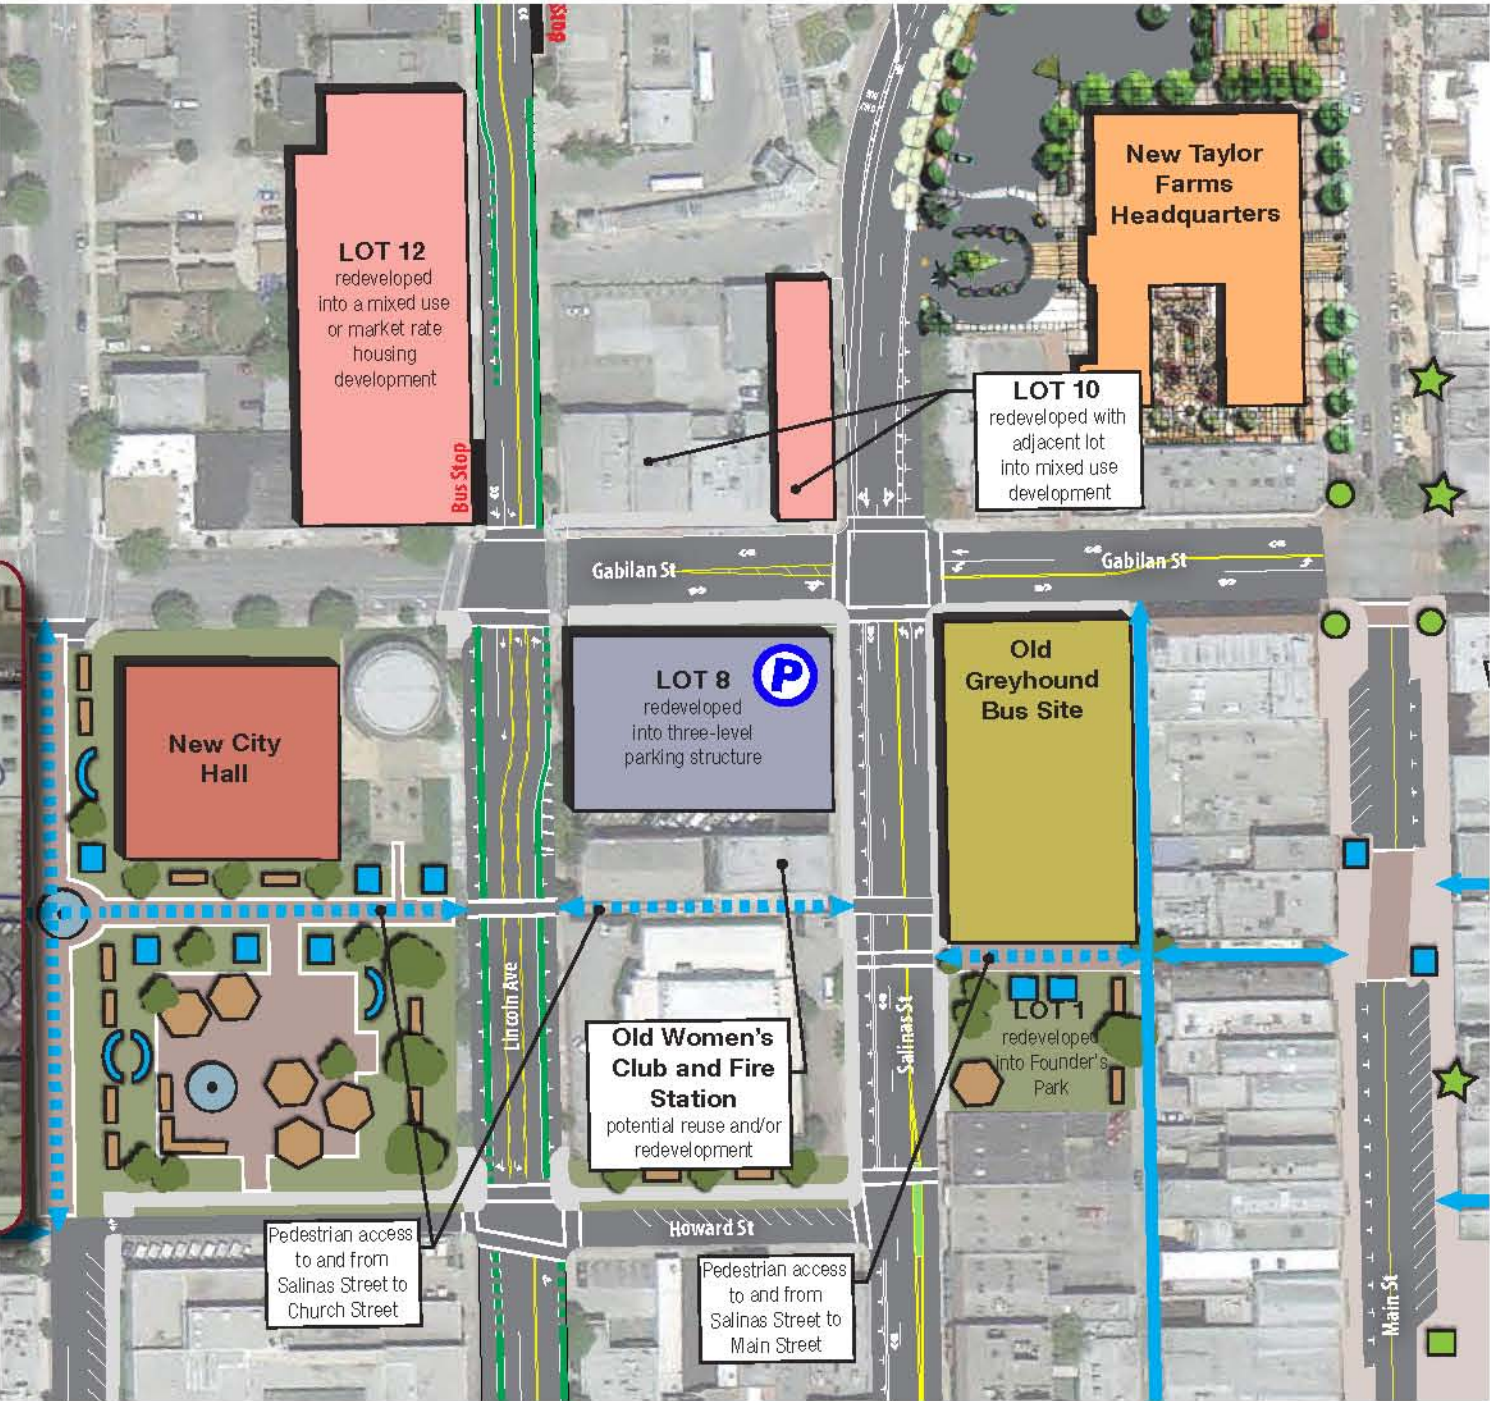 Bus
New Taylor
Farms
Headquarters
LOT 12
redeveloped
into a mixed use
or market rate
housing
development
LOT 10
redeveloped with
adjacent lot
into mixed use
development
Bus Stop
Gabilan St
Gabilan St
Old
Greyhound
Bus Site
LOT 8
redeveloped
into three-level
parking structure
P
New City
Hall
Lincoln Ave
Salinas St
LOT 1
redeveloped
into Founder's
Park
Old Women's
Club and Fire
Station
potential reuse and/or
redevelopment
Howard St
Pedestrian access
to and from
Salinas Street to
Church Street
Pedestrian access
to and from
Salinas Street to
Main Street
Main St